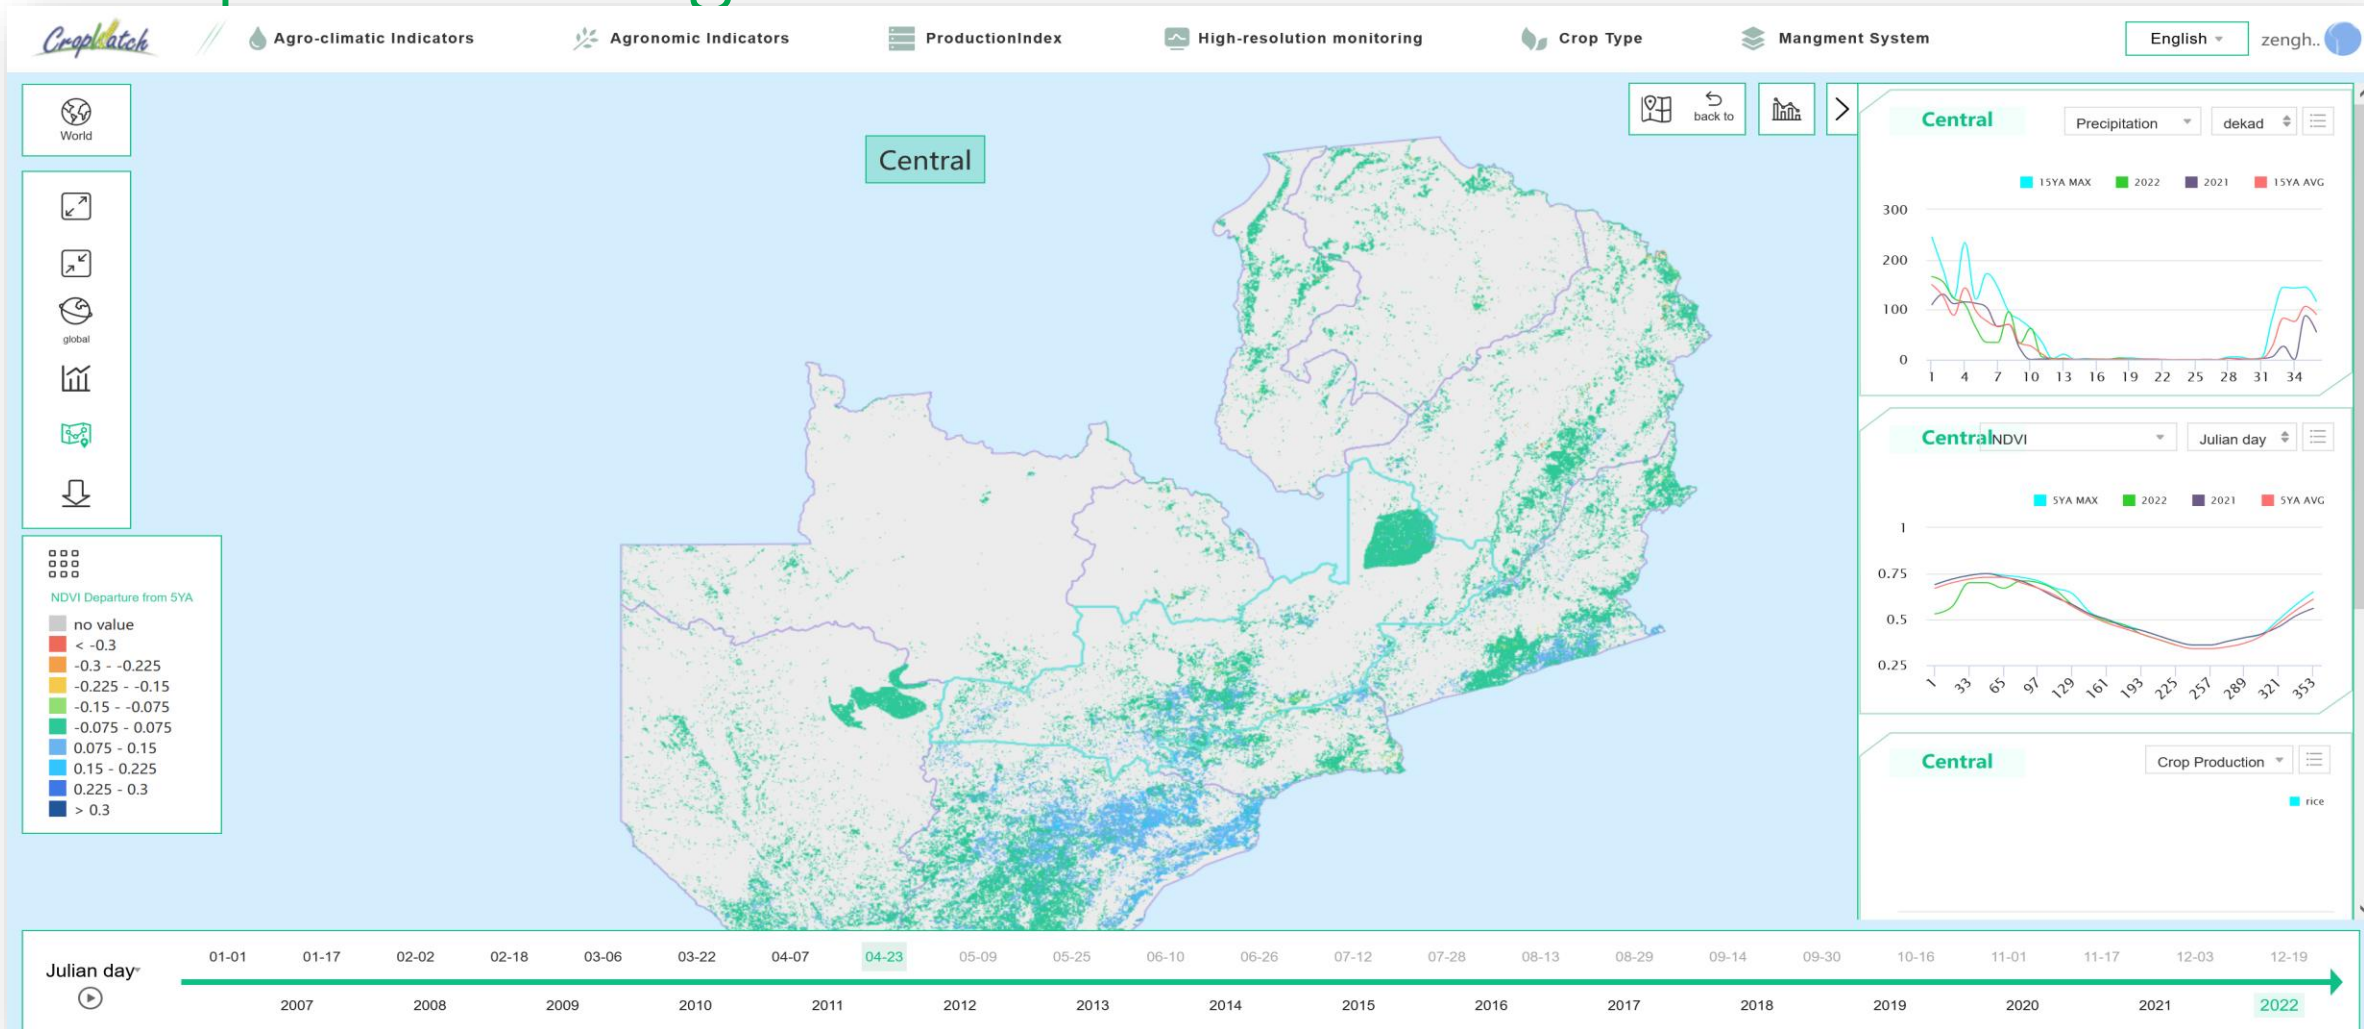 CropWatch
Agro-climatic Indicators
Agronomic Indicators
ProductionIndex
High-resolution monitoring
Crop Type
Mangment System
English
zengh..
World
global
NDVI Departure from 5YA
no value
< -0.3
-0.3 - -0.225
-0.225 - -0.15
-0.15 - -0.075
-0.075 - 0.075
0.075 - 0.15
0.15 - 0.225
0.225 - 0.3
> 0.3
Central
back to
Central
Precipitation
dekad
15YA MAX 2022 2021 15YA AVG
300
200
100
0
1 4 7 10 13 16 19 22 25 28 31 34
Central
NDVI
Julian day
5YA MAX 2022 2021 5YA AVG
1
0.75
0.5
0.25
1 33 65 97 129 161 193 225 257 289 321 353
Central
Crop Production
rice
Julian day
01-01 01-17 02-02 02-18 03-06 03-22 04-07 04-23 05-09 05-25 06-10 06-26 07-12 07-28 08-13 08-29 09-14 09-30 10-16 11-01 11-17 12-03 12-19
2007 2008 2009 2010 2011 2012 2013 2014 2015 2016 2017 2018 2019 2020 2021 2022